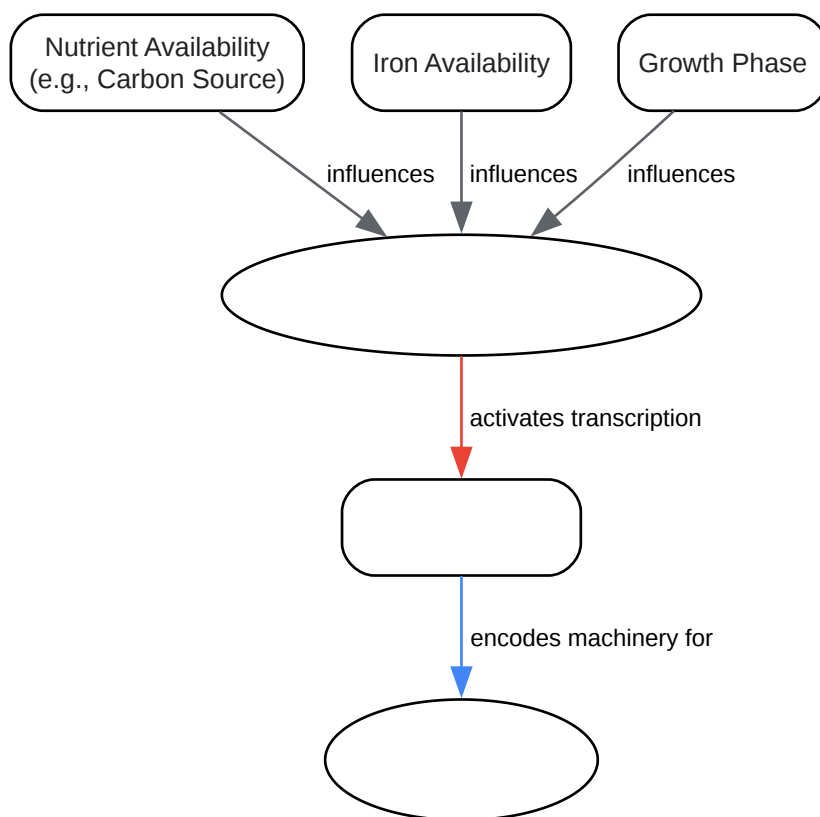 Nutrient Availability
(e.g., Carbon Source)
Iron Availability
Growth Phase
influences
influences
influences
activates transcription
encodes machinery for